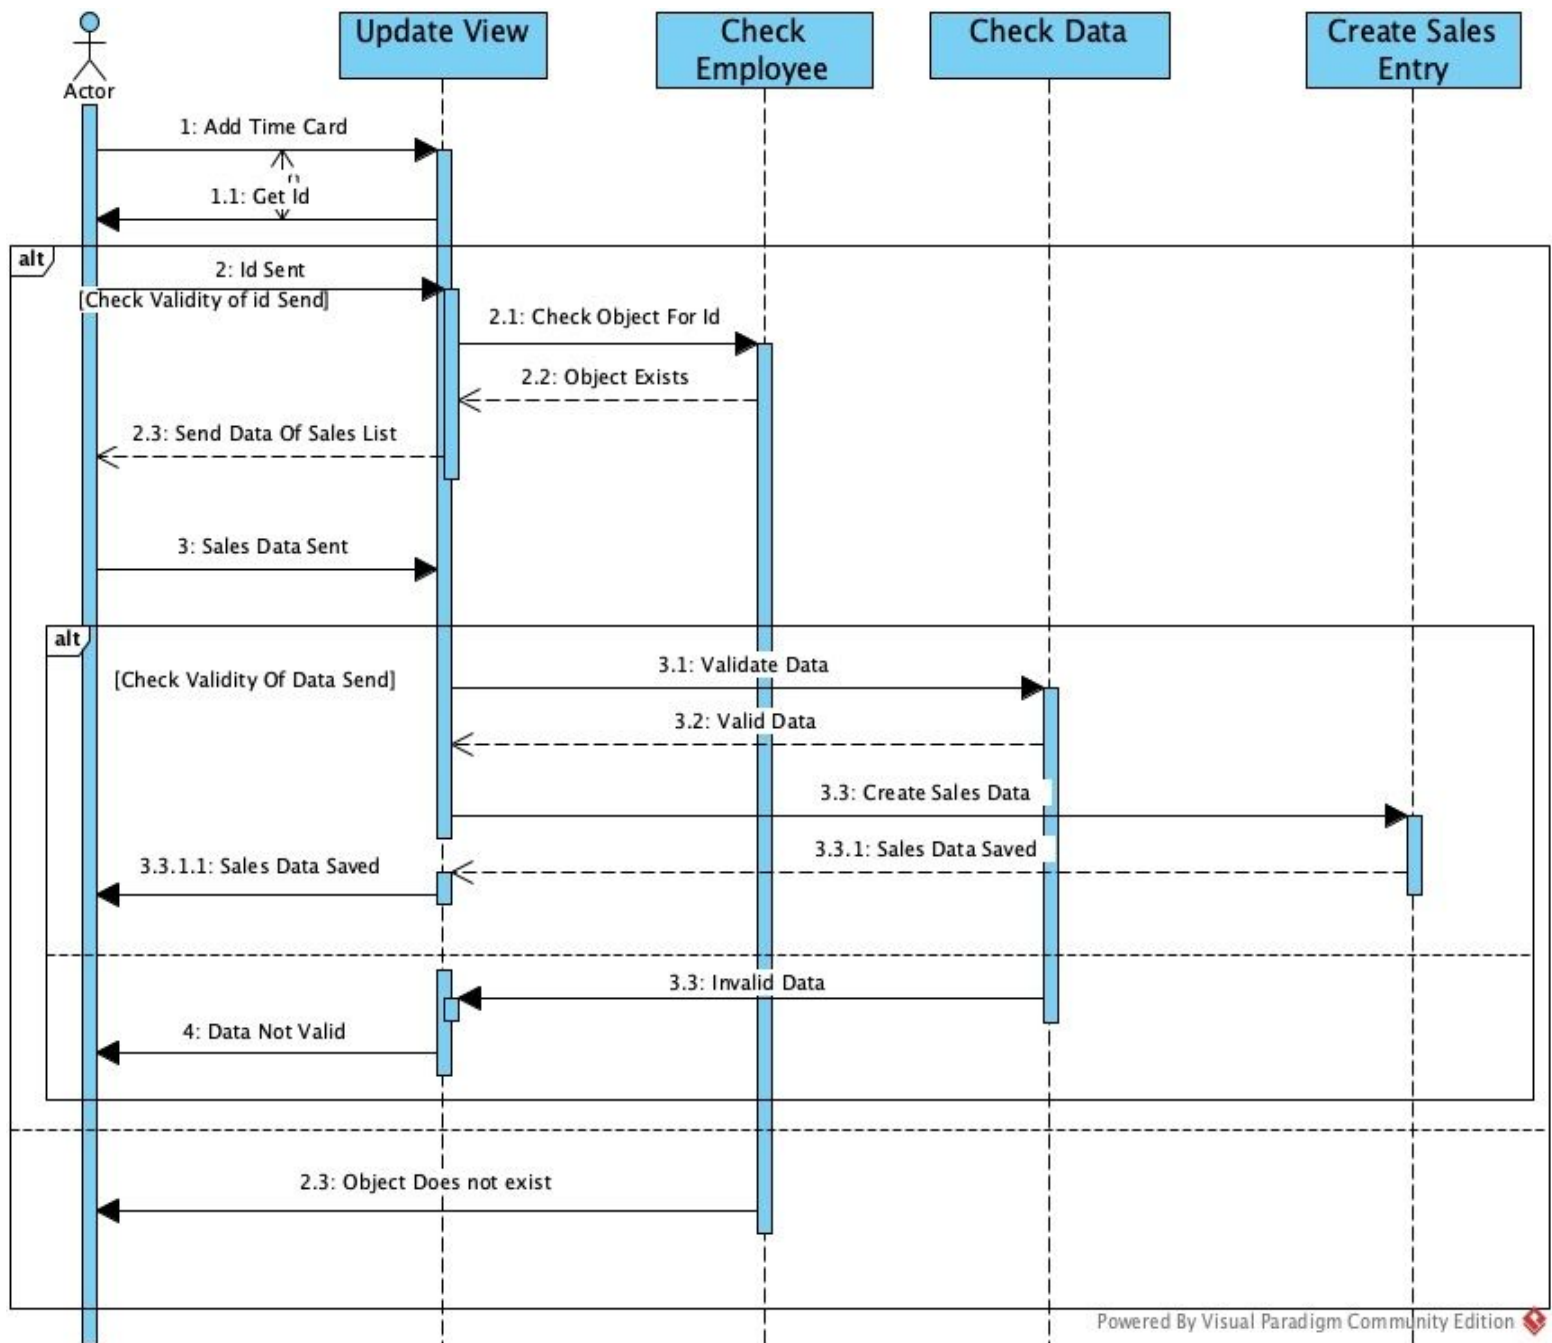 Update View
Check
Employee
Check Data
Create Sales
Entry
Actor
1: Add Time Card
n
1.1: Get Id
alt
2: Id Sent
[Check Validity of id Send]
2.1: Check Object For Id
2.2: Object Exists
2.3: Send Data Of Sales List
3: Sales Data Sent
alt
[Check Validity Of Data Send]
3.1: Validate Data
3.2: Valid Data
3.3: Create Sales Data
3.3.1: Sales Data Saved
3.3.1.1: Sales Data Saved
3.3: Invalid Data
4: Data Not Valid
2.3: Object Does not exist
Powered By Visual Paradigm Community Edition